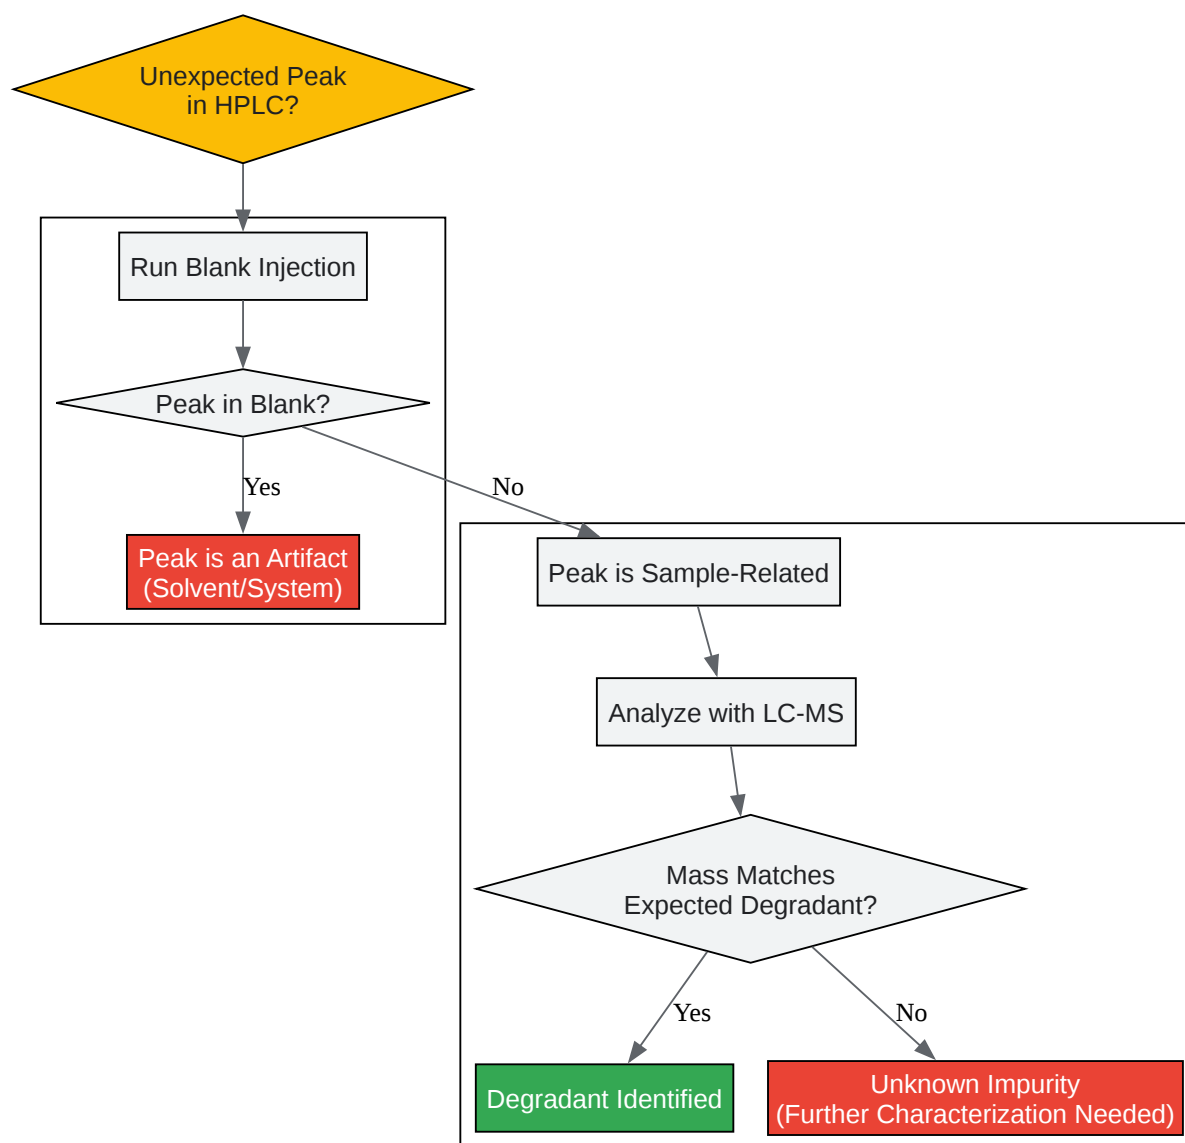 Unexpected Peak
in HPLC?
Run Blank Injection
Peak in Blank?
Yes
No
Peak is an Artifact
(Solvent/System)
Peak is Sample-Related
Analyze with LC-MS
Mass Matches
Expected Degradant?
Yes
No
Degradant Identified
Unknown Impurity
(Further Characterization Needed)